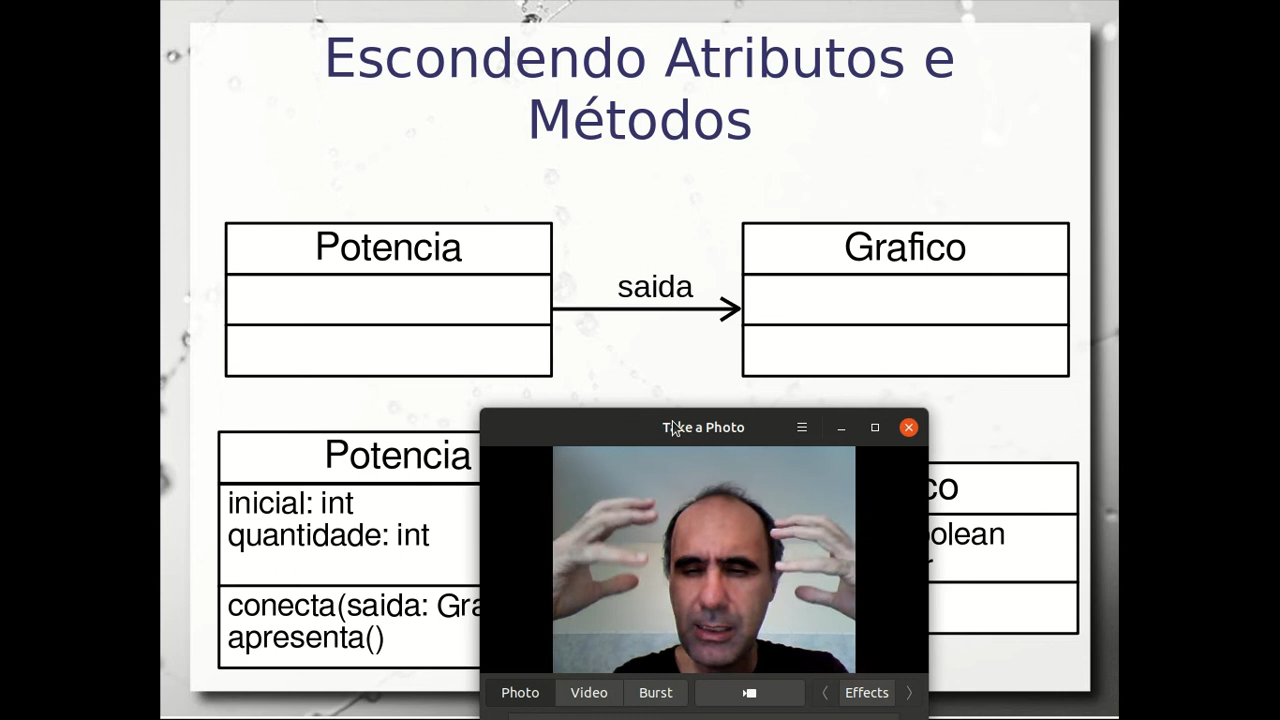 Escondendo Atributos e
Métodos
Potencia
Grafico
saida
Potencia
inicial: int
quantidade: int
conecta(saida: Gra
apresenta()
co
olean
r
Take a Photo
Photo
Video
Burst
Effects